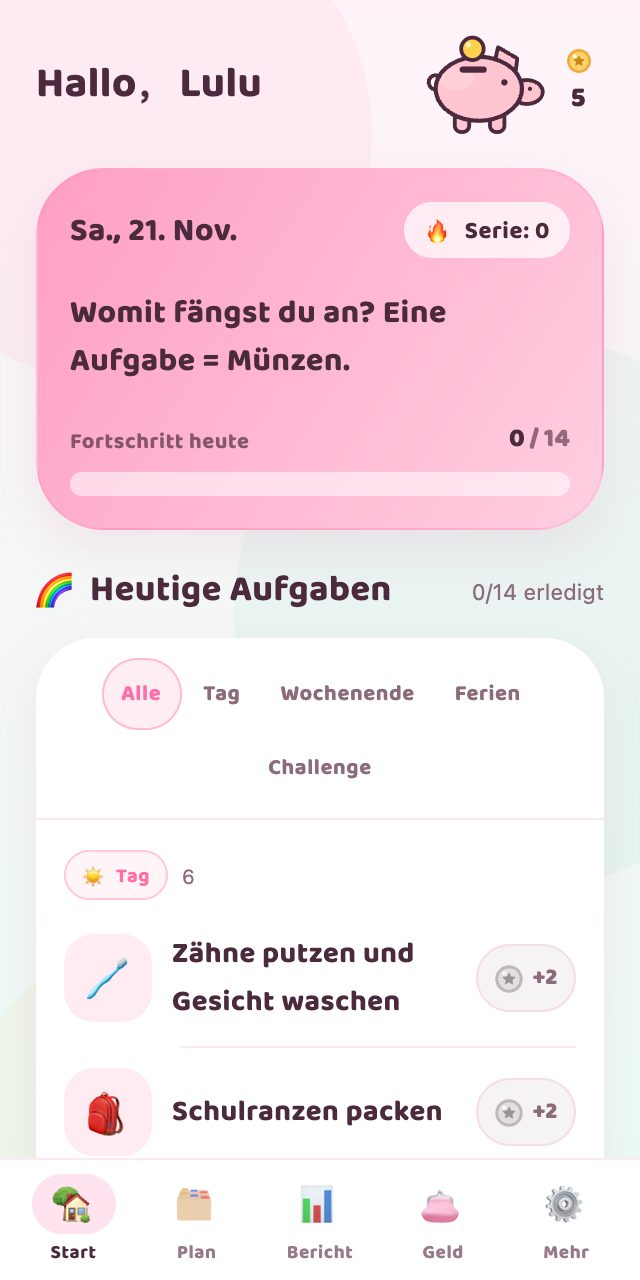 Hallo, Lulu
5
Sa., 21. Nov.
Serie: 0
Womit fängst du an? Eine
Aufgabe = Münzen.
Fortschritt heute
0 / 14
Heutige Aufgaben
0/14 erledigt
Alle
Tag
Wochenende
Ferien
Challenge
Tag
6
Zähne putzen und
Gesicht waschen
+2
Schulranzen packen
+2
Start
Plan
Bericht
Geld
Mehr